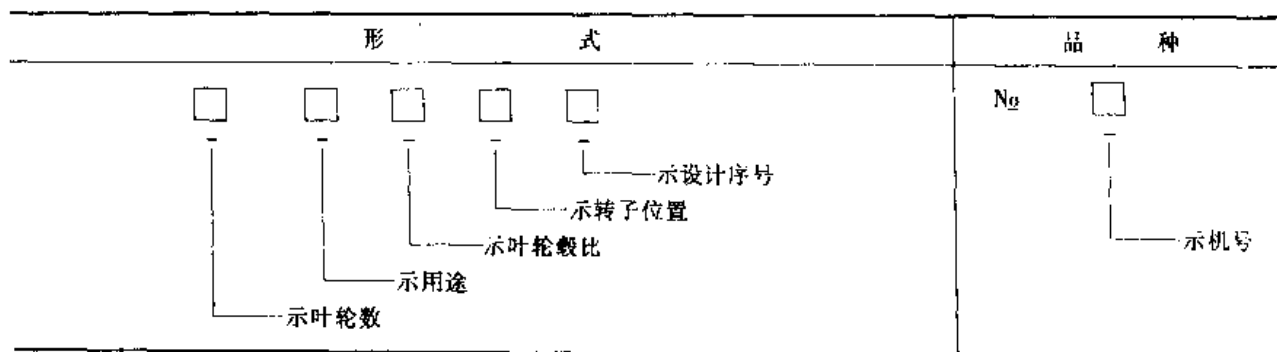 形 式 品 种
□ □ □ □ □ No □
示设计序号
示转子位置
示叶轮毂比 示机号
示用途
示叶轮数